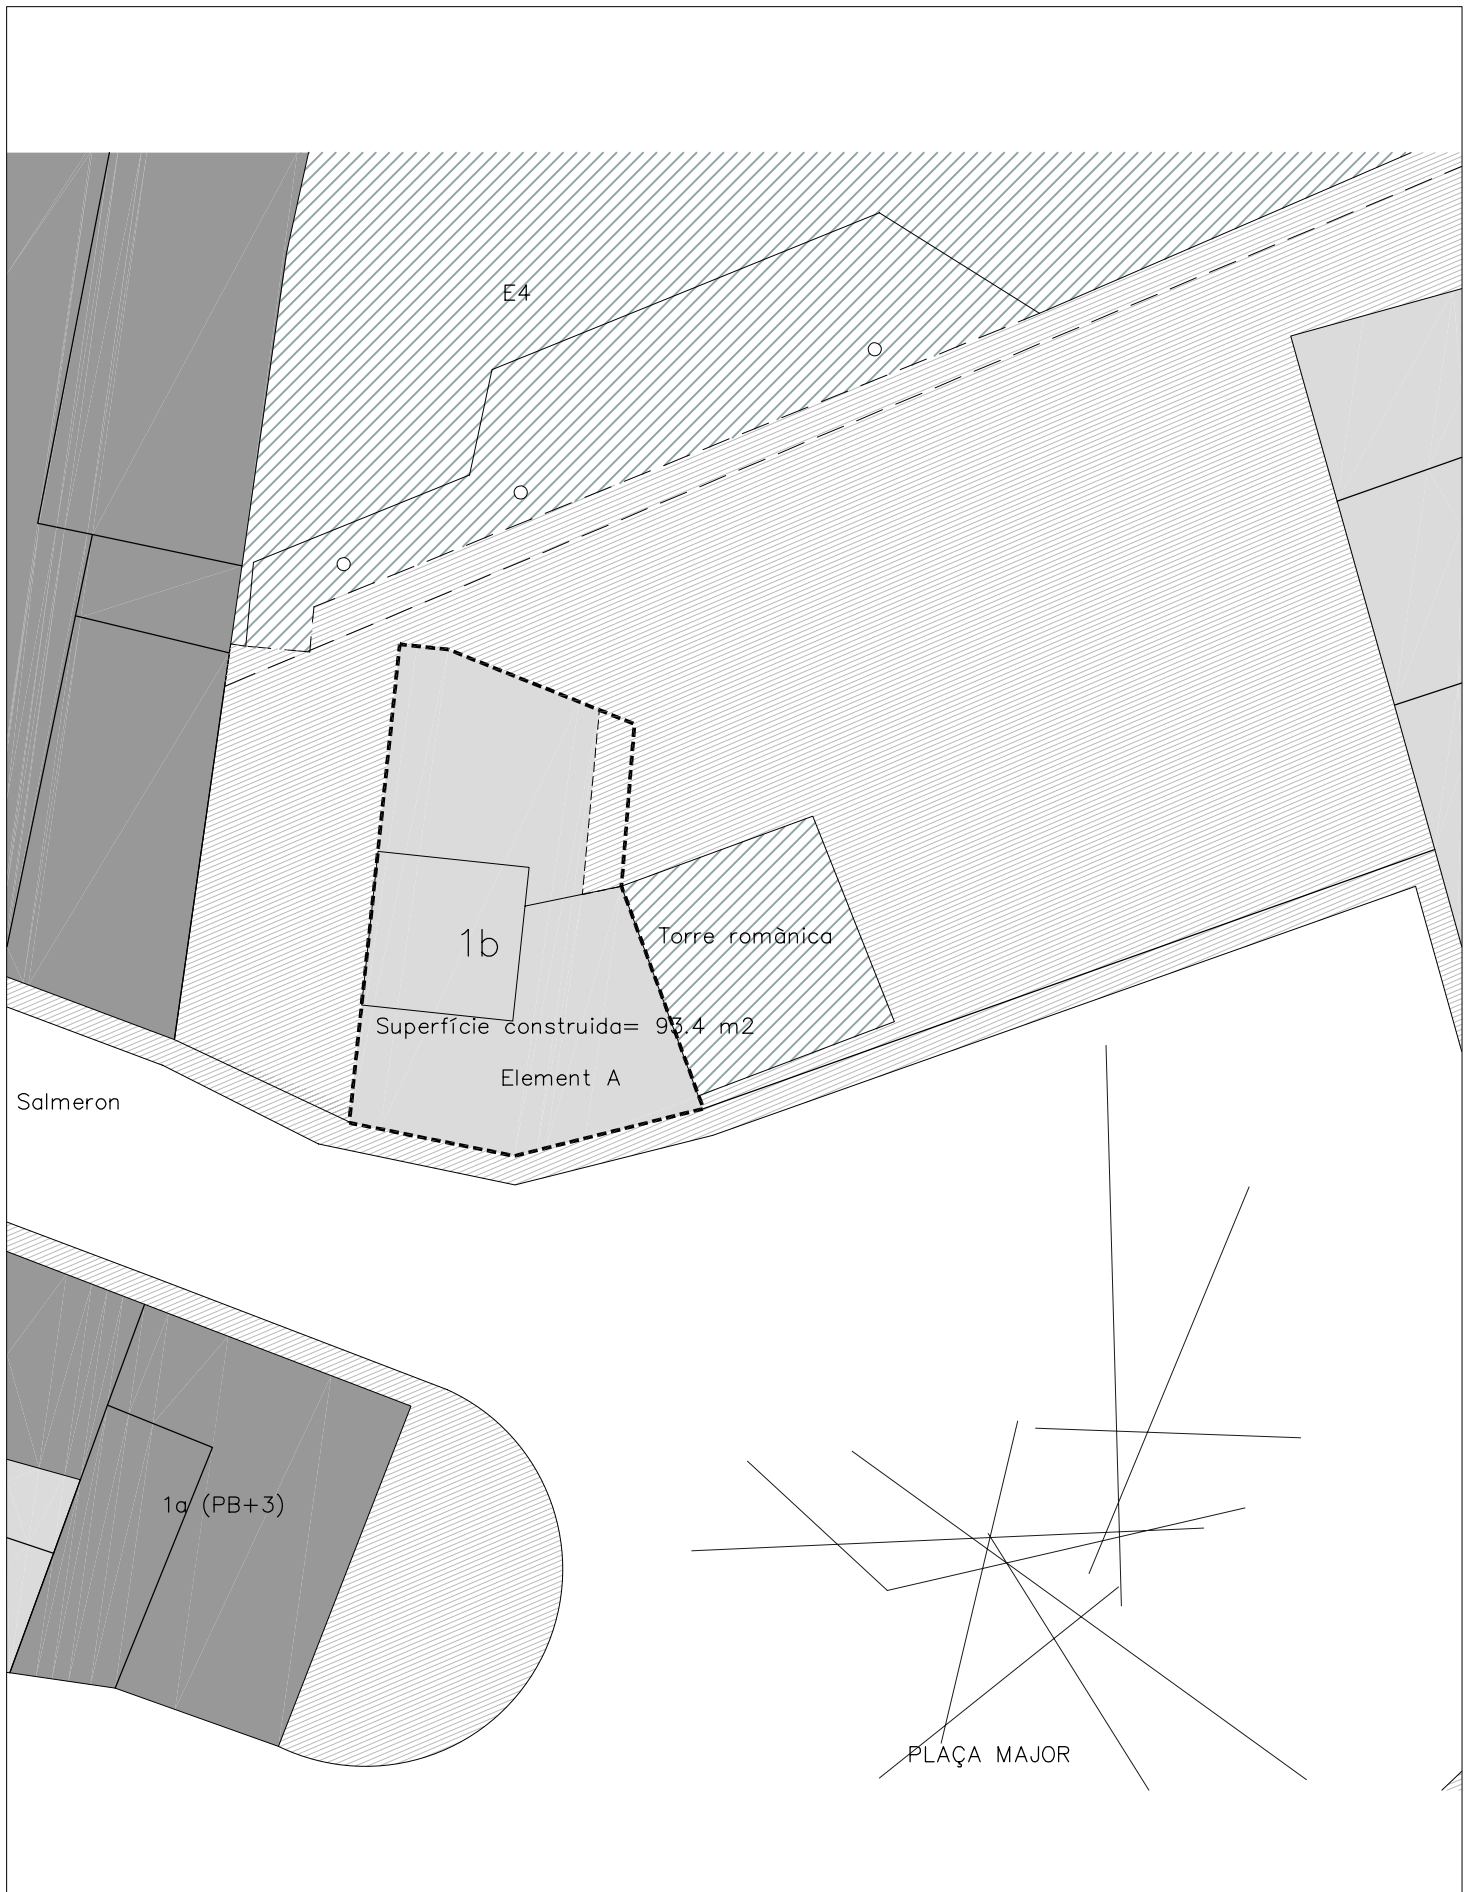 E4
Torre romànica
1b
Superfície construida= 93.4 m2
Element A
Salmeron
1a (PB+3)
PLAÇA MAJOR